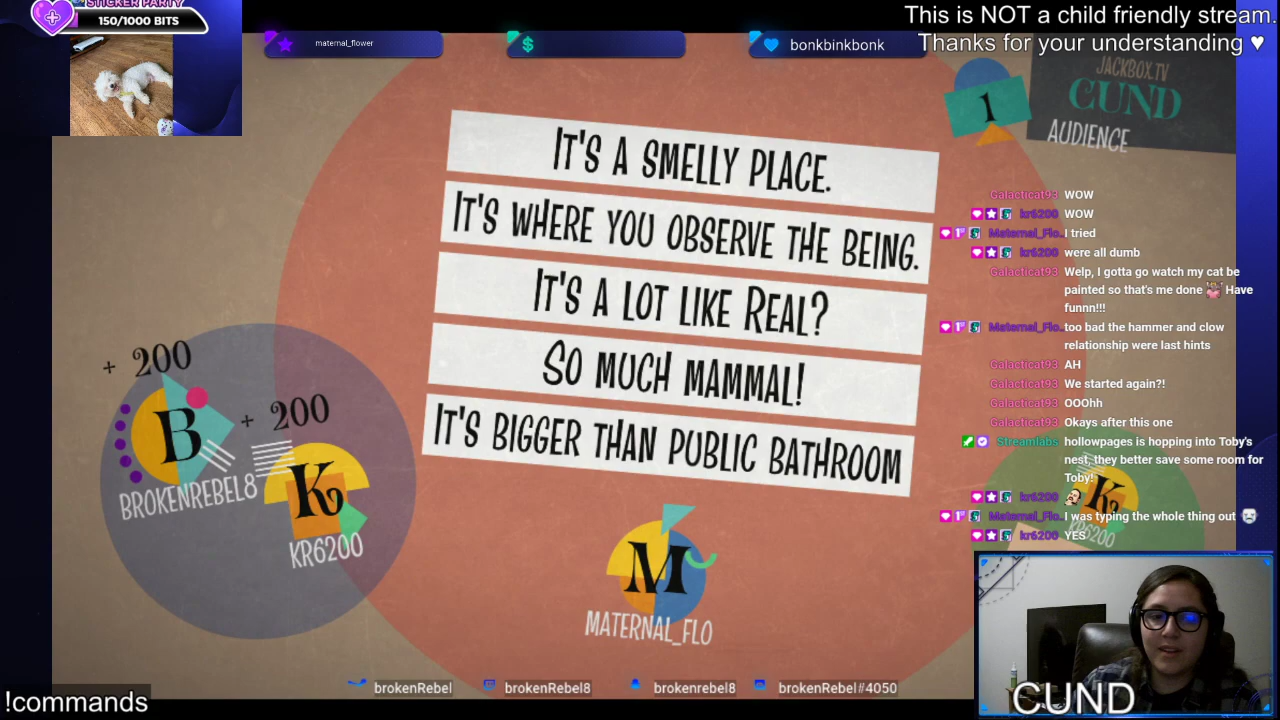 STICKER PARTY
150/1000 BITS
maternal_flower
bonkbinkbonk
This is NOT a child friendly stream.
Thanks for your understanding ♥
JACKBOX.TV
CUND
AUDIENCE
1
IT'S A SMELLY PLACE.
IT'S WHERE YOU OBSERVE THE BEING.
IT'S A LOT LIKE REAL?
SO MUCH MAMMAL!
IT'S BIGGER THAN PUBLIC BATHROOM
+ 200
B
BROKENREBEL8
+ 200
K
KR6200
M
MATERNAL_FLO
Galacticat93 WOW
kr6200 WOW
Maternal_Flo.. I tried
kr6200 were all dumb
Galacticat93 Welp, I gotta go watch my cat be
painted so that's me done Have
funnn!!!
Maternal_Flo.. too bad the hammer and clow
relationship were last hints
Galacticat93 AH
Galacticat93 We started again?!
Galacticat93 OOOhh
Galacticat93 Okays after this one
Streamlabs hollowpages is hopping into Toby's
nest, they better save some room for
Toby!
kr6200
Maternal_Flo.. I was typing the whole thing out
kr6200 YES
K
KR6200
!commands
brokenRebel
brokenRebel8
brokenrebel8
brokenRebel#4050
CUND